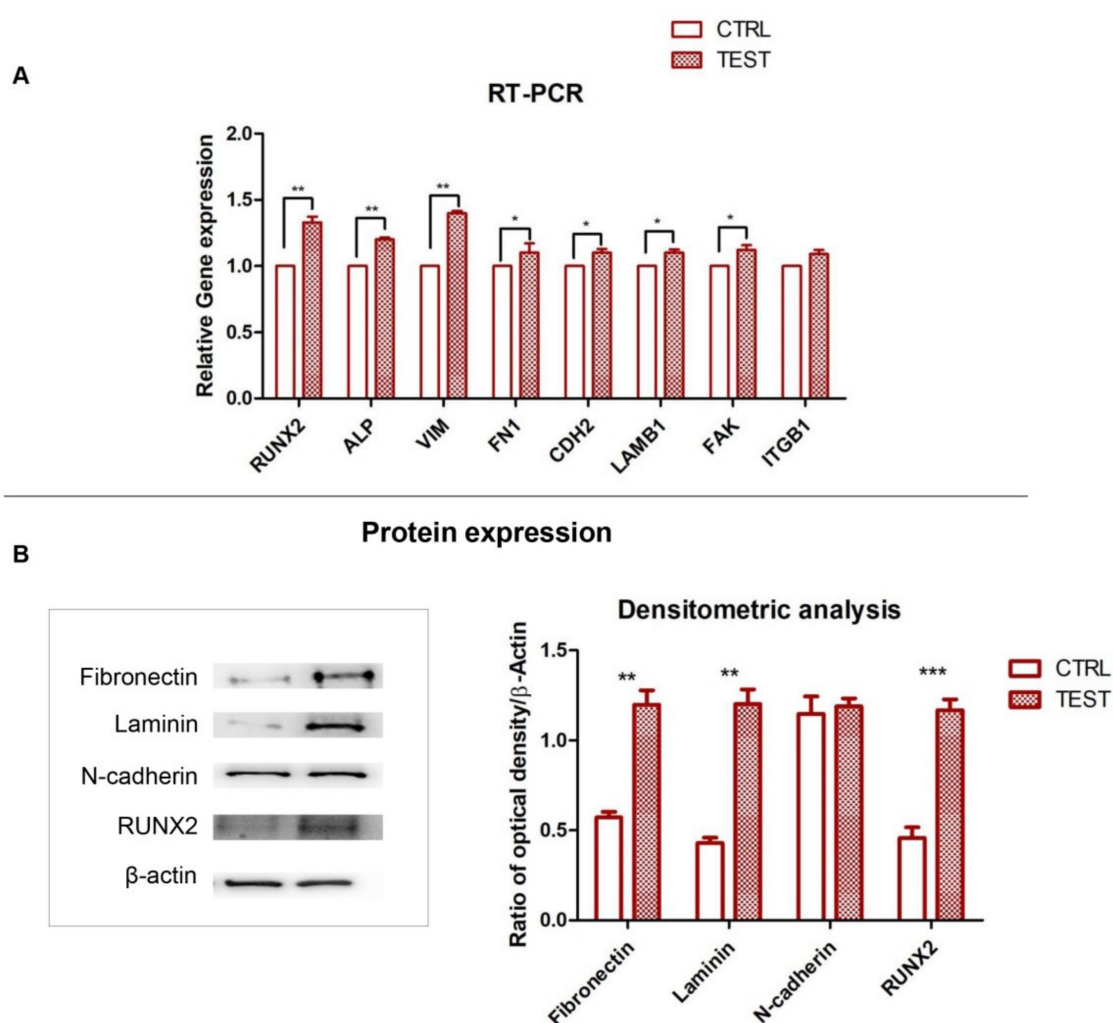 CTRL
TEST
A
RT-PCR
Relative Gene expression
2.0
1.5
1.0
0.5
0.0
** ** ** * * * *
RUNX2 ALP VIM FN1 CDH2 LAMB1 FAK ITGB1
Protein expression
B
Fibronectin
Laminin
N-cadherin
RUNX2
β-actin
Densitometric analysis
Ratio of optical density/β-Actin
1.5
1.0
0.5
0.0
** ** ***
Fibronectin Laminin N-cadherin RUNX2
CTRL
TEST